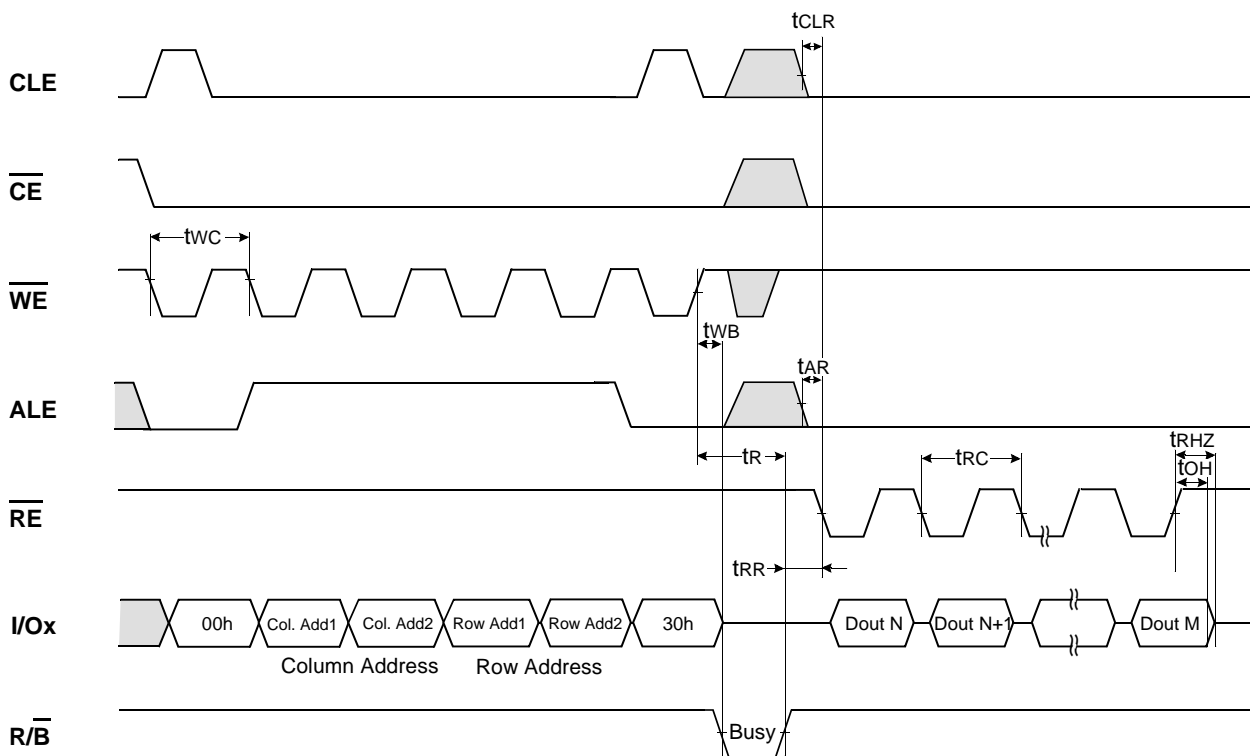 tCLR
CLE
CE
tWC
WE
tWB
tAR
ALE
tR
tRC
tRHZ
tOH
RE
tRR
I/Ox
00h Col. Add1 Col. Add2 Row Add1 Row Add2 30h Dout N Dout N+1 Dout M
Column Address Row Address
R/B
Busy